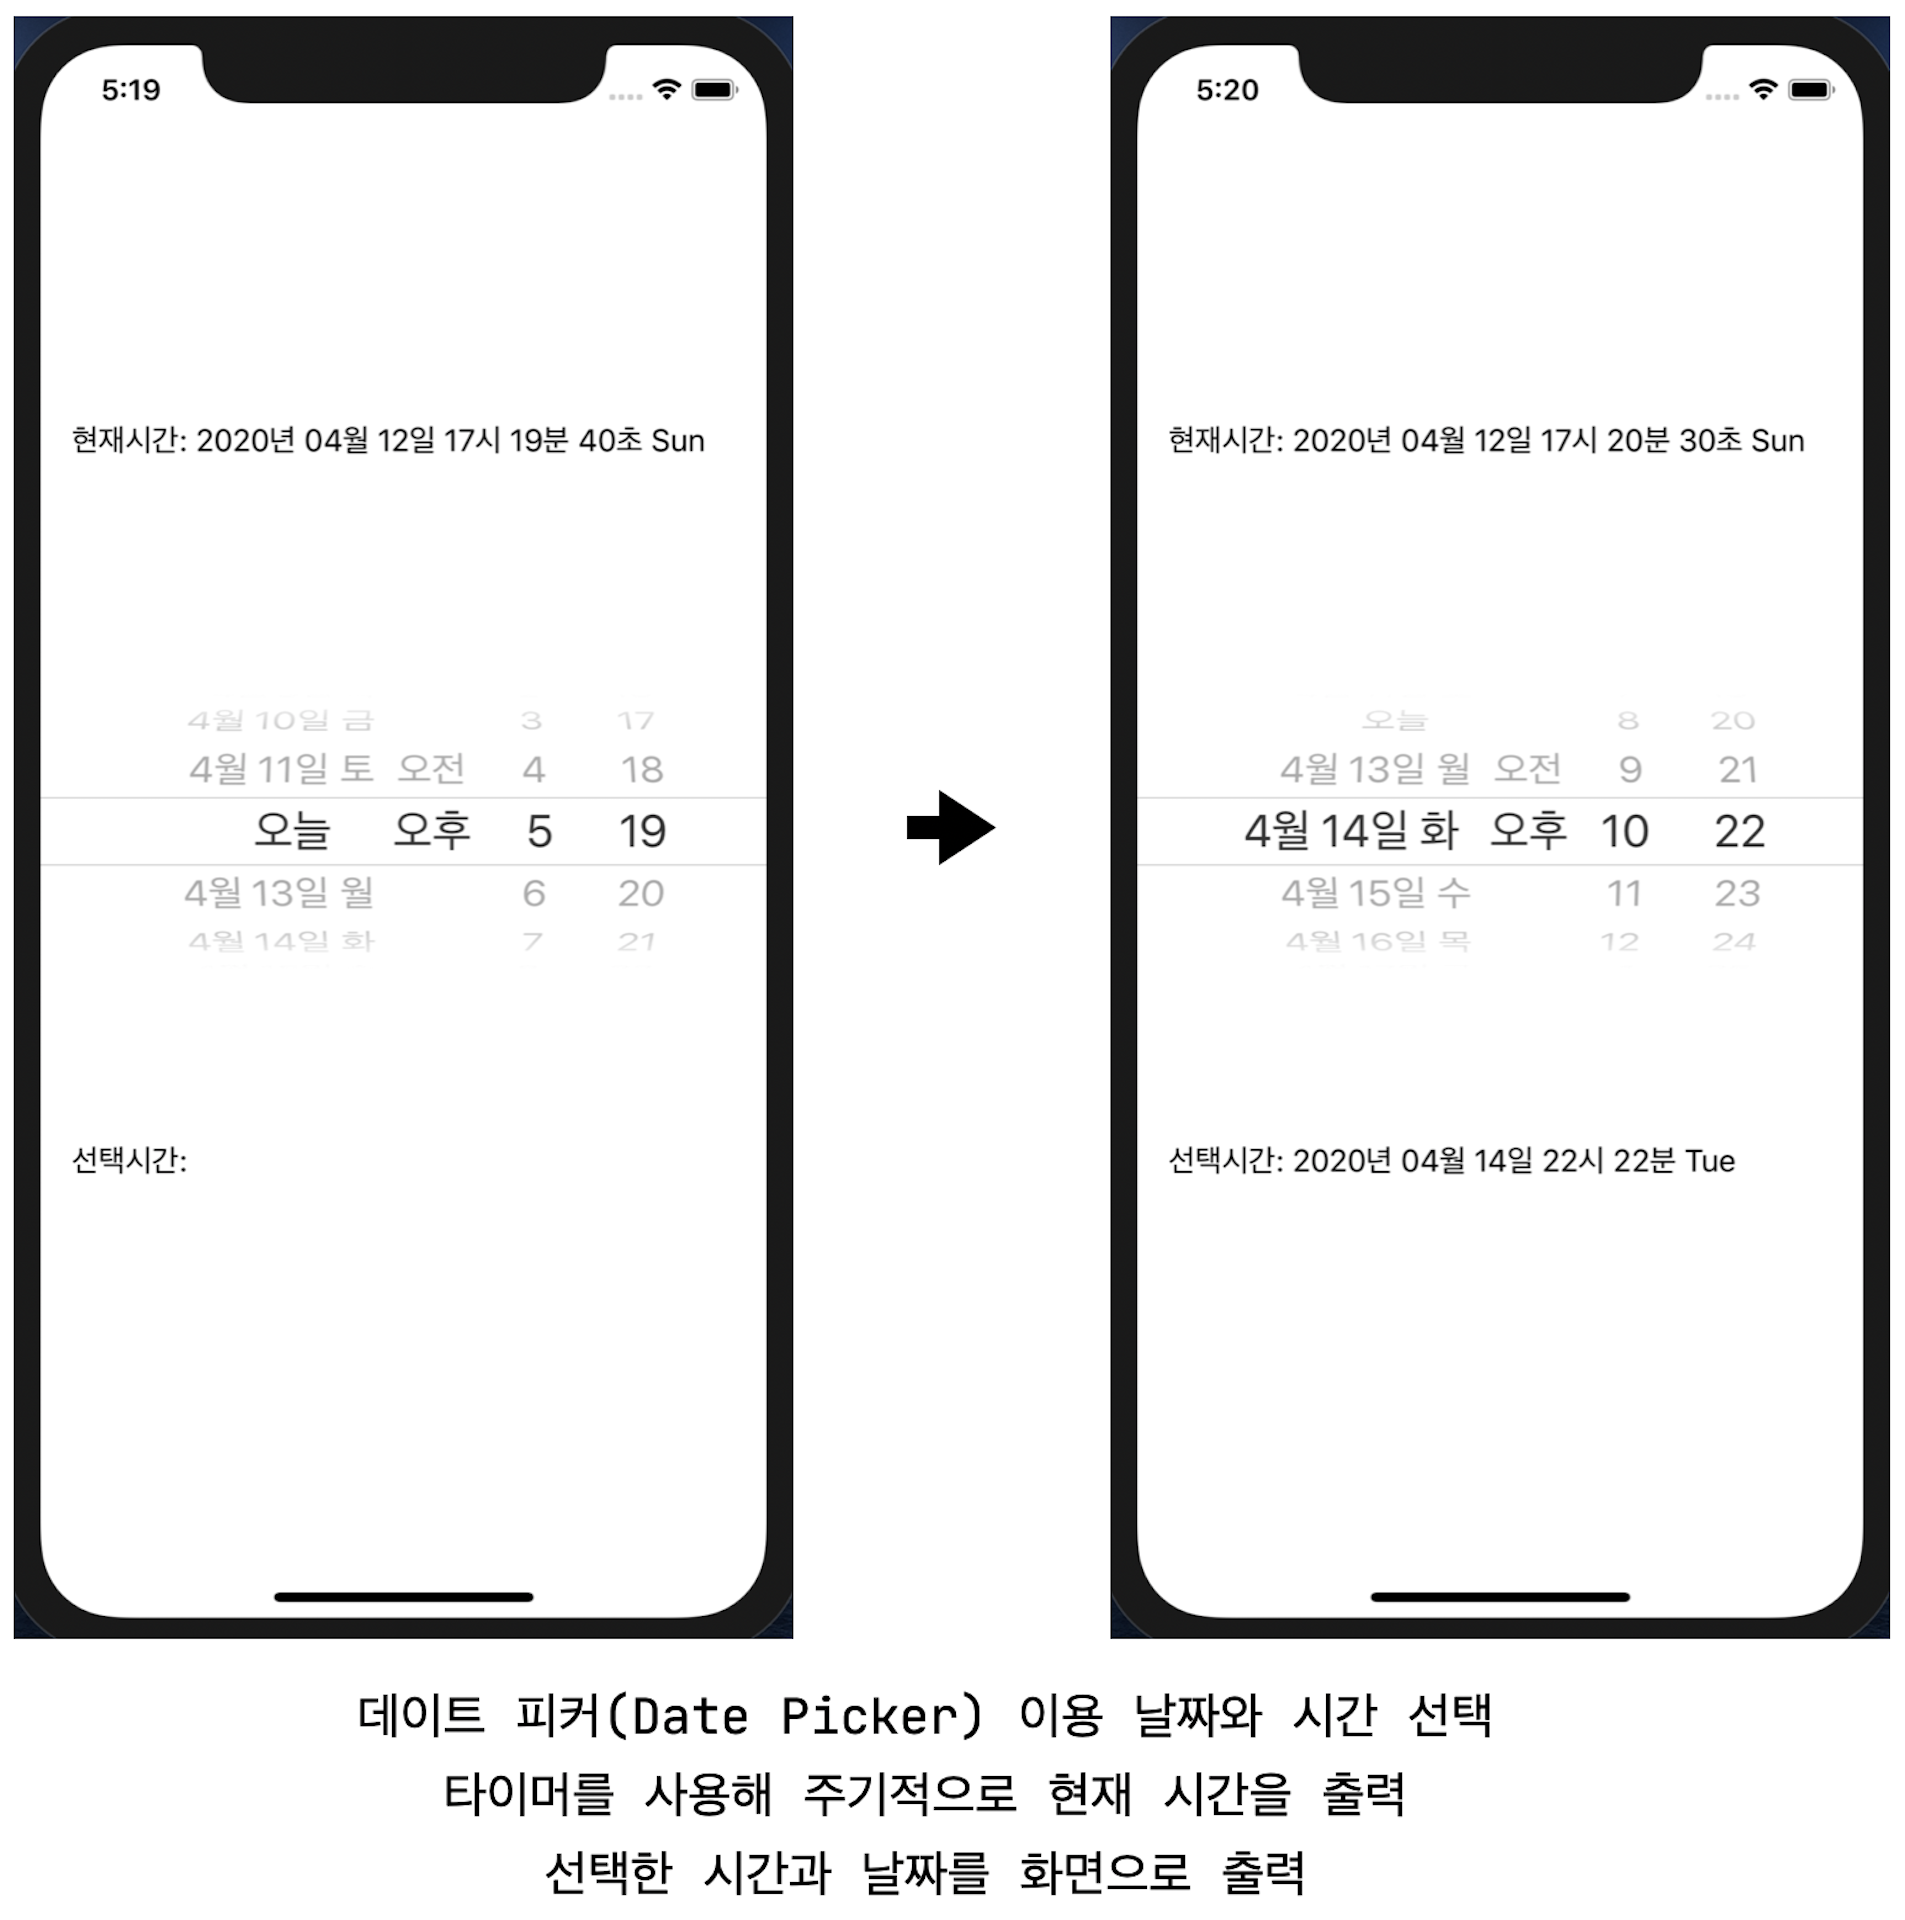 5:19
현재시간: 2020년 04월 12일 17시 19분 40초 Sun
4월 10일 금 3 17
4월 11일 토 오전 4 18
오늘 오후 5 19
4월 13일 월 6 20
4월 14일 화 7 21
선택시간:
5:20
현재시간: 2020년 04월 12일 17시 20분 30초 Sun
오늘 8 20
4월 13일 월 오전 9 21
4월 14일 화 오후 10 22
4월 15일 수 11 23
4월 16일 목 12 24
선택시간: 2020년 04월 14일 22시 22분 Tue
데이트 피커(Date Picker) 이용 날짜와 시간 선택
타이머를 사용해 주기적으로 현재 시간을 출력
선택한 시간과 날짜를 화면으로 출력